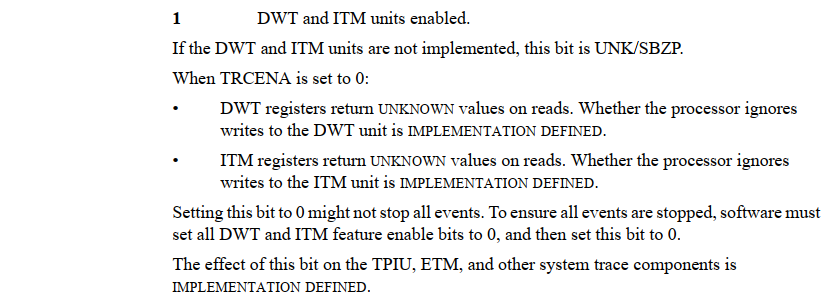 1 DWT and ITM units enabled.
If the DWT and ITM units are not implemented, this bit is UNK/SBZP.
When TRCENA is set to 0:
• DWT registers return UNKNOWN values on reads. Whether the processor ignores
writes to the DWT unit is IMPLEMENTATION DEFINED.
• ITM registers return UNKNOWN values on reads. Whether the processor ignores
writes to the ITM unit is IMPLEMENTATION DEFINED.
Setting this bit to 0 might not stop all events. To ensure all events are stopped, software must
set all DWT and ITM feature enable bits to 0, and then set this bit to 0.
The effect of this bit on the TPIU, ETM, and other system trace components is
IMPLEMENTATION DEFINED.